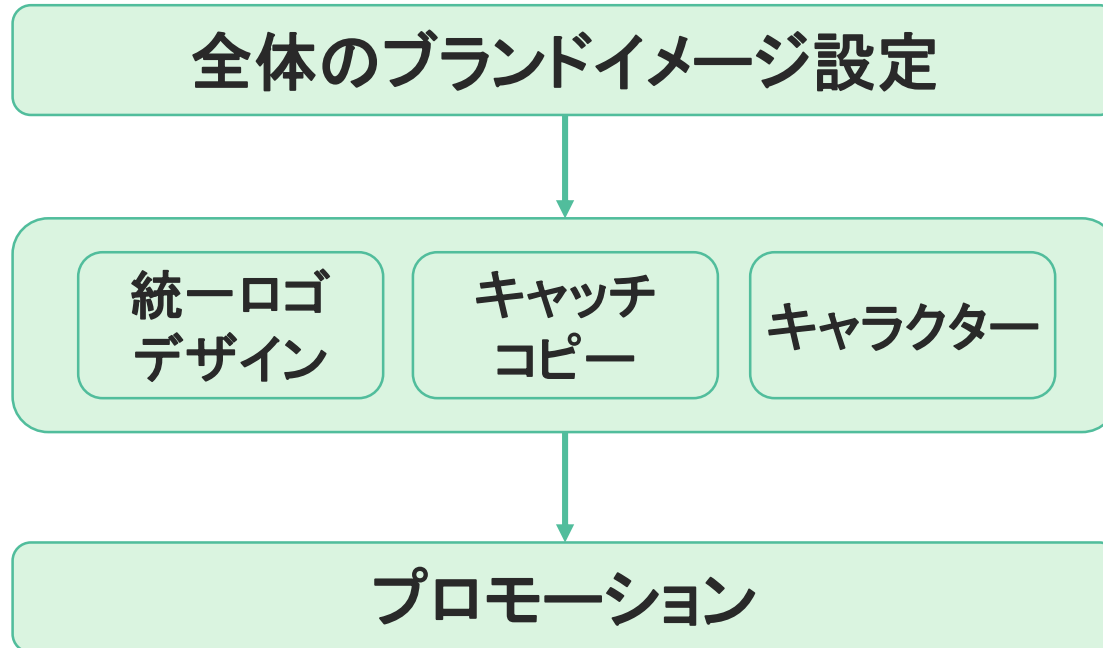 全体のブランドイメージ設定
統一ロゴ
デザイン
キャッチ
コピー
キャラクター
プロモーション